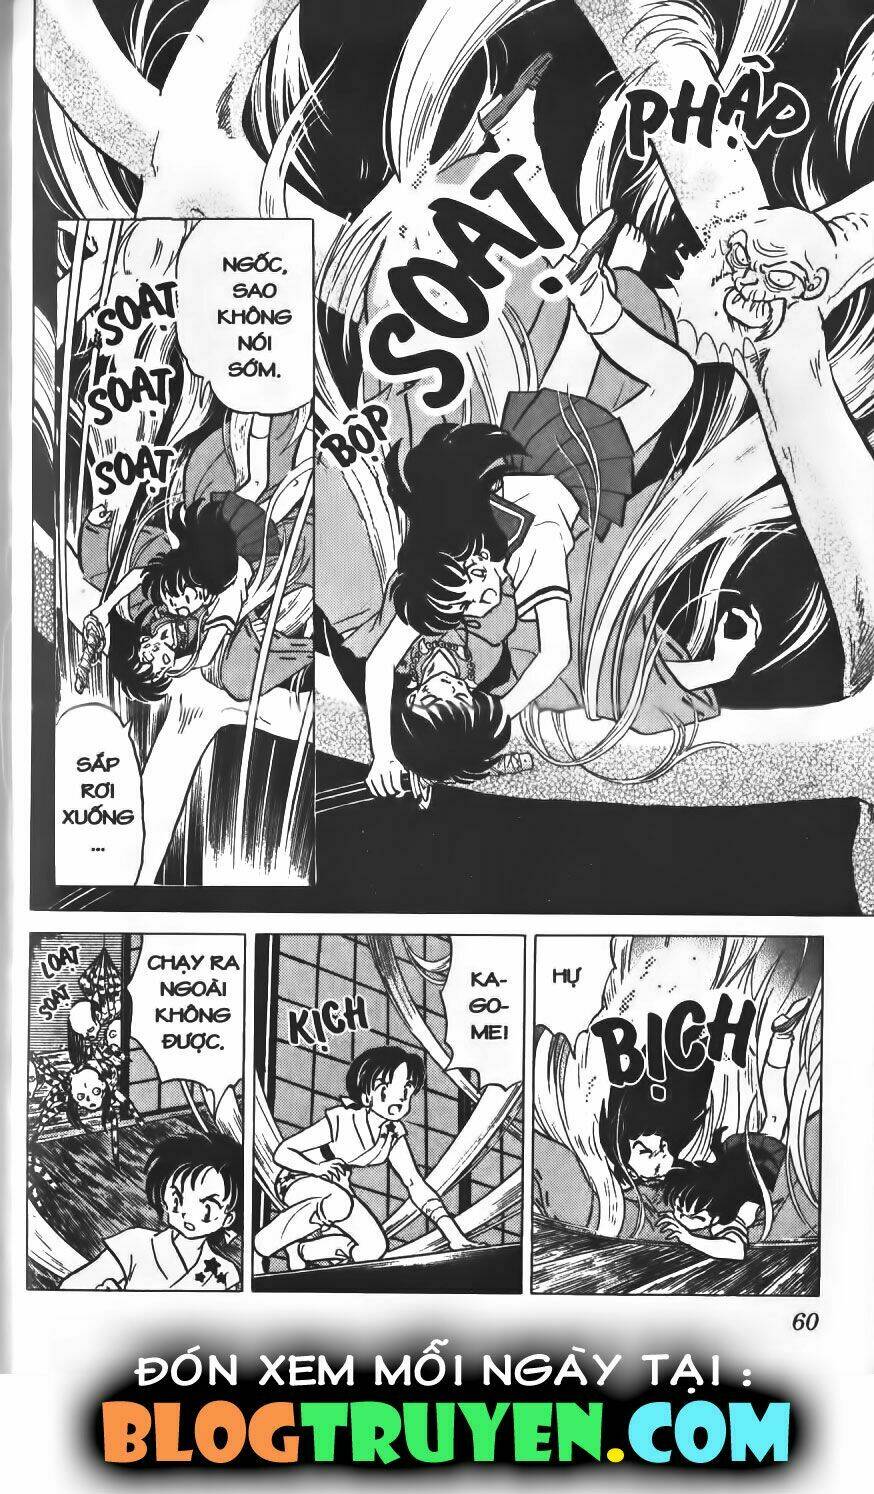 PHẬP
SOẠT
BỘP
NGỐC,
SAO
KHÔNG
NÓI
SỚM.
SOẠT
SOẠT
SOẠT
SẮP
RƠI
XUỐNG
...
HỰ
BỊCH
KA-
GO-
ME!
KỊCH
CHẠY RA
NGOÀI
KHÔNG
ĐƯỢC.
LOẠT
SOẠT
60
ĐÓN XEM MỖI NGÀY TẠI :
BLOGTRUYEN.COM